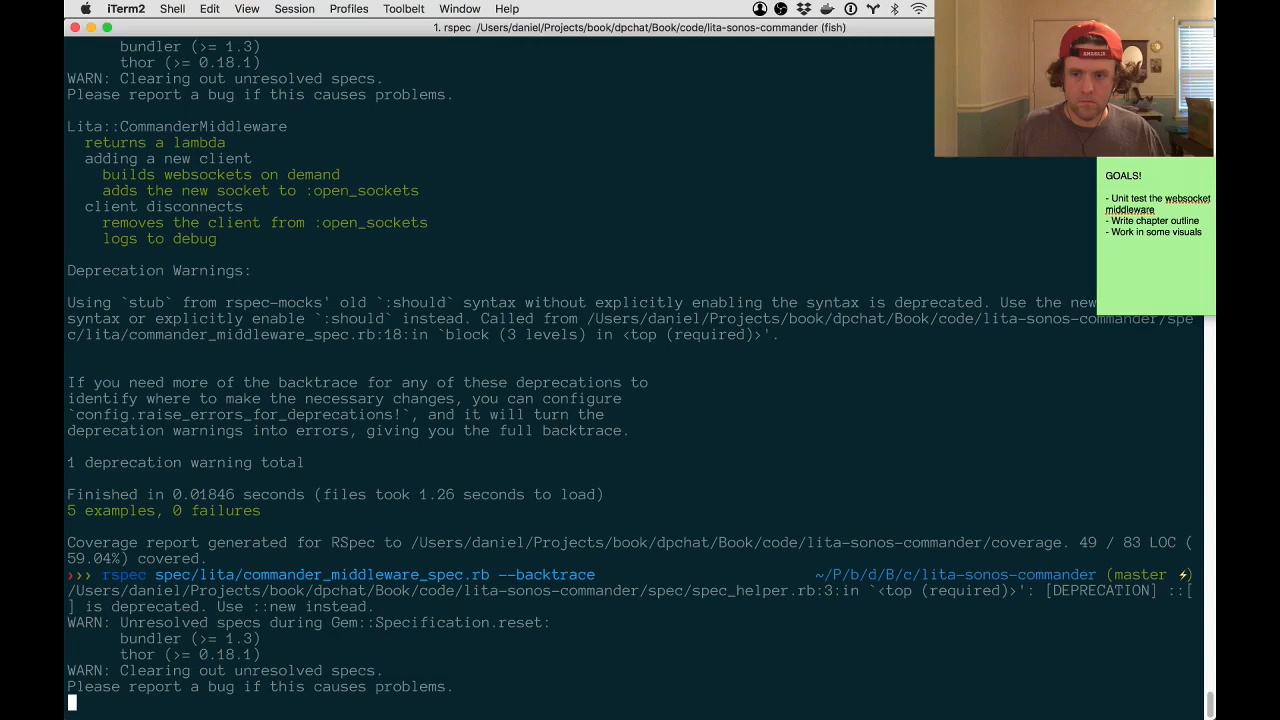 iTerm2 Shell Edit View Session Profiles Toolbelt Window Help
1. rspec /Users/daniel/Projects/book/dpchat/Book/code/lita-sonos-commander (fish)
bundler (>= 1.3)
thor (>= 0.18.1)
WARN: Clearing out unresolved specs.
Please report a bug if this causes problems.
Lita::CommanderMiddleware
returns a lambda
adding a new client
builds websockets on demand
adds the new socket to :open_sockets
client disconnects
removes the client from :open_sockets
logs to debug
Deprecation Warnings:
Using `stub` from rspec-mocks' old `:should` syntax without explicitly enabling the syntax is deprecated. Use the new
syntax or explicitly enable `:should` instead. Called from /Users/daniel/Projects/book/dpchat/Book/code/lita-sonos-commander/spe
c/lita/commander_middleware_spec.rb:18:in `block (3 levels) in <top (required)>'.
If you need more of the backtrace for any of these deprecations to
identify where to make the necessary changes, you can configure
`config.raise_errors_for_deprecations!`, and it will turn the
deprecation warnings into errors, giving you the full backtrace.
1 deprecation warning total
Finished in 0.01846 seconds (files took 1.26 seconds to load)
5 examples, 0 failures
Coverage report generated for RSpec to /Users/daniel/Projects/book/dpchat/Book/code/lita-sonos-commander/coverage. 49 / 83 LOC (
59.04%) covered.
❯❯❯ rspec spec/lita/commander_middleware_spec.rb --backtrace ~/P/b/d/B/c/lita-sonos-commander (master ⚡)
/Users/daniel/Projects/book/dpchat/Book/code/lita-sonos-commander/spec/spec_helper.rb:3:in `<top (required)>': [DEPRECATION] ::[
] is deprecated. Use ::new instead.
WARN: Unresolved specs during Gem::Specification.reset:
bundler (>= 1.3)
thor (>= 0.18.1)
WARN: Clearing out unresolved specs.
Please report a bug if this causes problems.
GOALS!
- Unit test the websocket
middleware
- Write chapter outline
- Work in some visuals